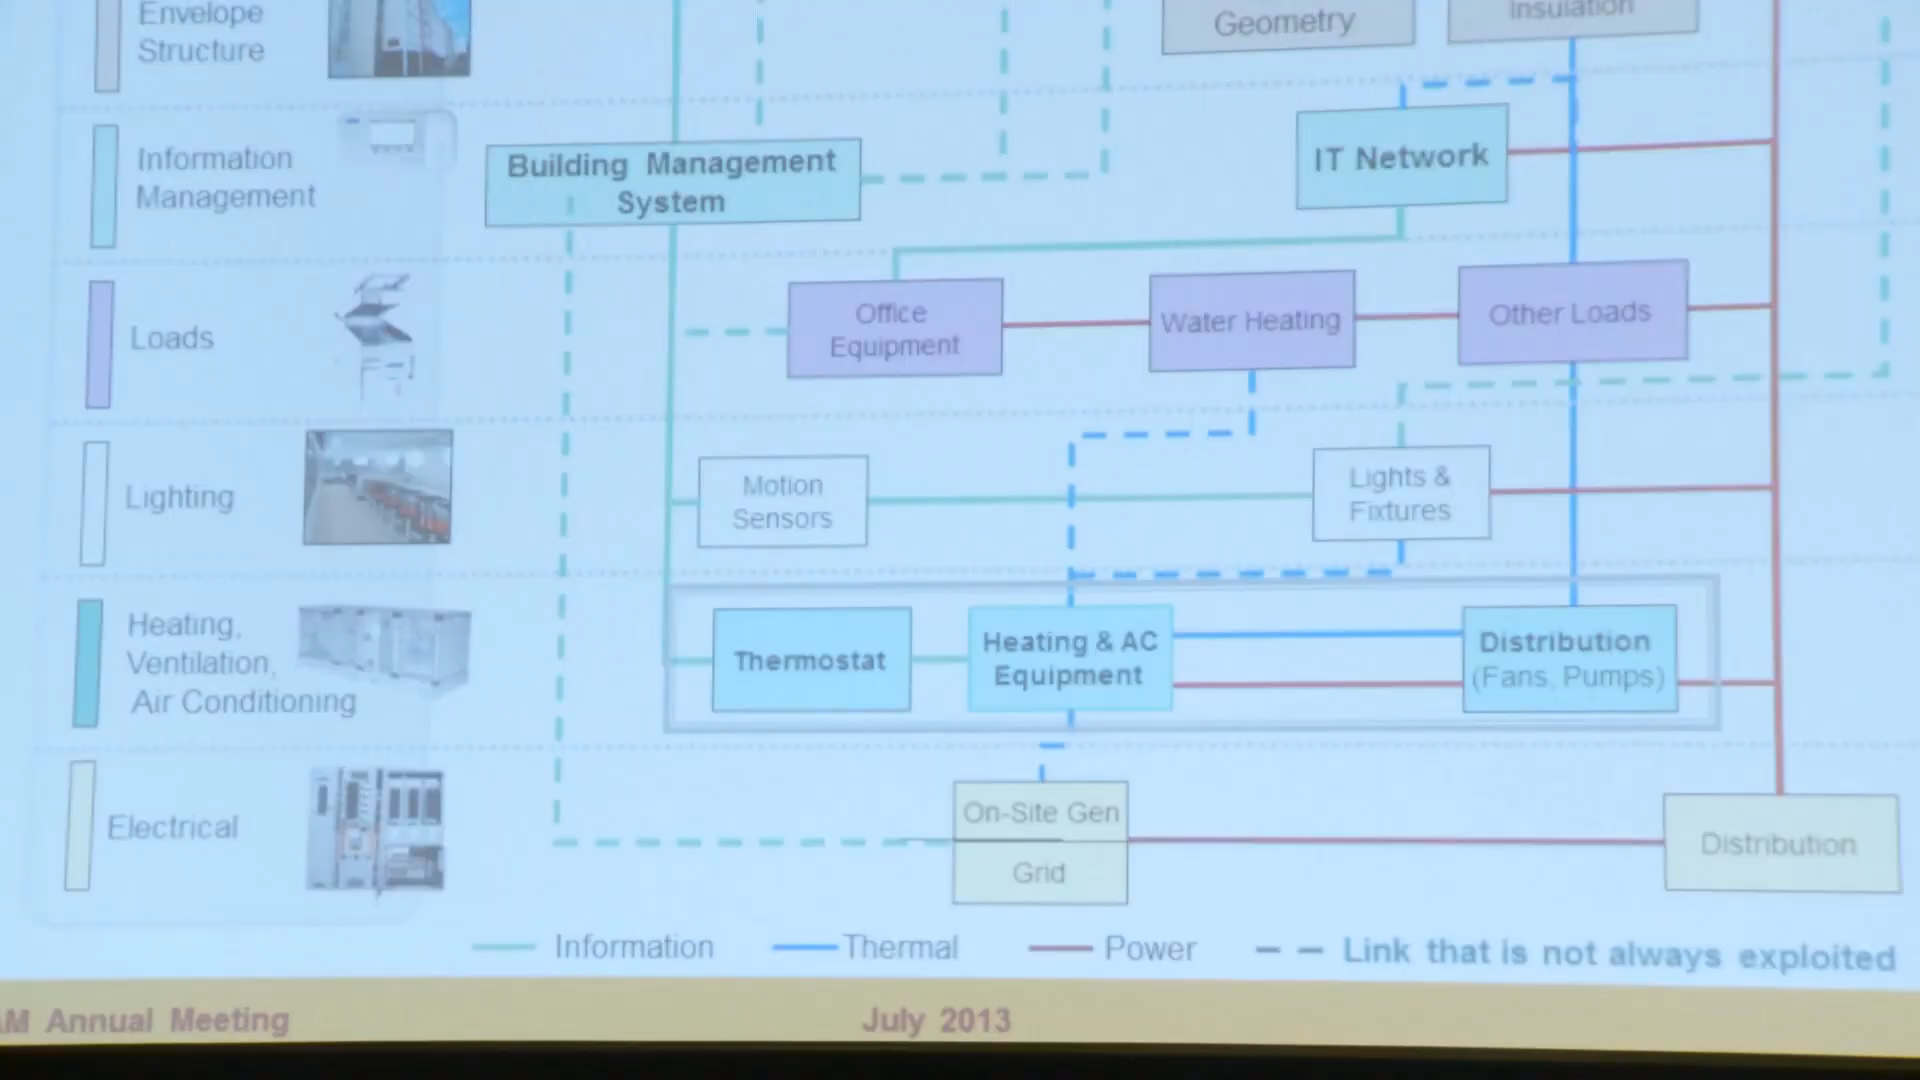 Envelope
Structure
Geometry
Insulation
Information
Management
Building Management
System
IT Network
Loads
Office
Equipment
Water Heating
Other Loads
Lighting
Motion
Sensors
Lights &
Fixtures
Heating,
Ventilation,
Air Conditioning
Thermostat
Heating & AC
Equipment
Distribution
(Fans, Pumps)
Electrical
On-Site Gen
Grid
Distribution
Information
Thermal
Power
Link that is not always exploited
Annual Meeting
July 2013